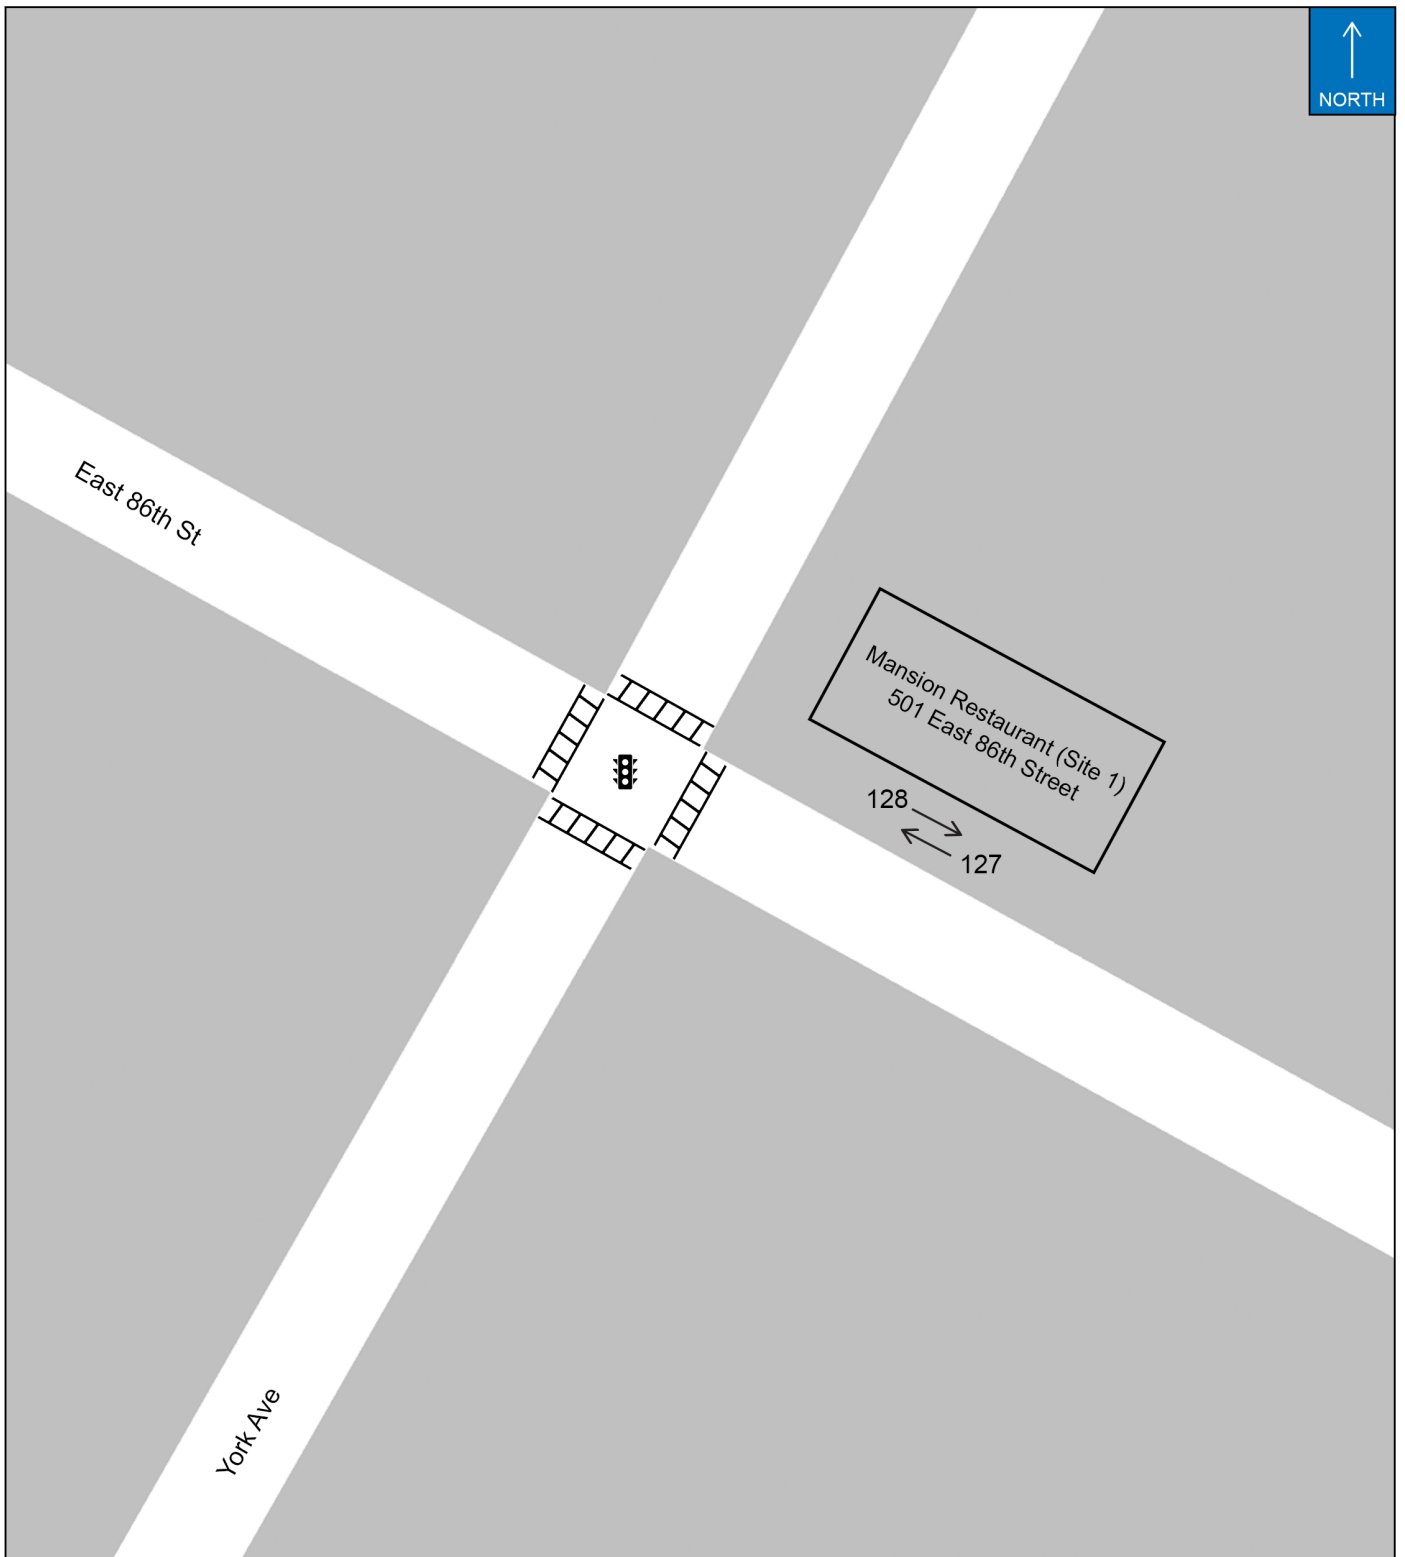 NORTH
East 86th St
Mansion Restaurant (Site 1)
501 East 86th Street
128
127
York Ave